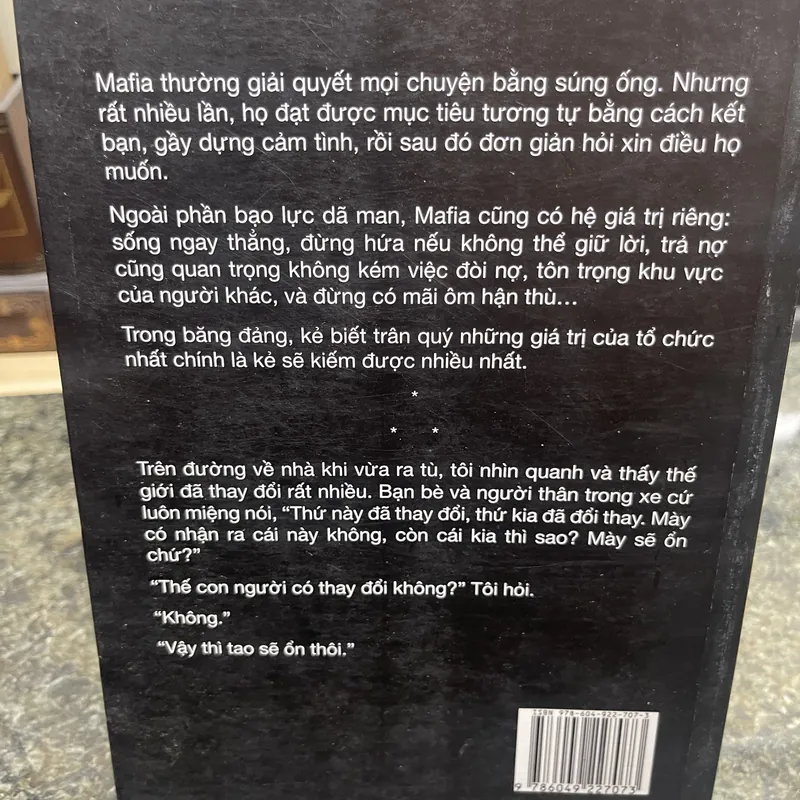 Mafia thường giải quyết mọi chuyện bằng súng ống. Nhưng
rất nhiều lần, họ đạt được mục tiêu tương tự bằng cách kết
bạn, gầy dựng cảm tình, rồi sau đó đơn giản hỏi xin điều họ
muốn.
Ngoài phần bạo lực dã man, Mafia cũng có hệ giá trị riêng:
sống ngay thẳng, đừng hứa nếu không thể giữ lời, trả nợ
cũng quan trọng không kém việc đòi nợ, tôn trọng khu vực
của người khác, và đừng có mãi ôm hận thù...
Trong băng đảng, kẻ biết trân quý những giá trị của tổ chức
nhất chính là kẻ sẽ kiếm được nhiều nhất.
*
* *
Trên đường về nhà khi vừa ra tù, tôi nhìn quanh và thấy thế
giới đã thay đổi rất nhiều. Bạn bè và người thân trong xe cứ
luôn miệng nói, “Thứ này đã thay đổi, thứ kia đã đổi thay. Mày
có nhận ra cái này không, còn cái kia thì sao? Mày sẽ ổn
chứ?”
“Thế con người có thay đổi không?” Tôi hỏi.
“Không.”
“Vậy thì tao sẽ ổn thôi.”
ISBN 978-604-922-707-3
9 786049 227073